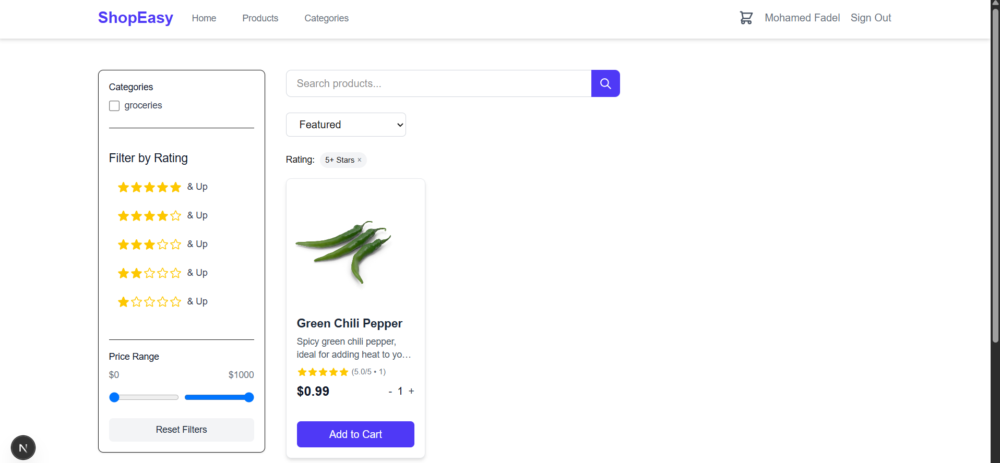 ShopEasy
Home
Products
Categories
Mohamed Fadel
Sign Out
Categories
groceries
Filter by Rating
& Up
& Up
& Up
& Up
& Up
Price Range
$0
$1000
Reset Filters
N
Search products...
Featured
Rating:
5+ Stars ×
Green Chili Pepper
Spicy green chili pepper,
ideal for adding heat to yo...
(5.0/5 • 1)
$0.99
- 1 +
Add to Cart